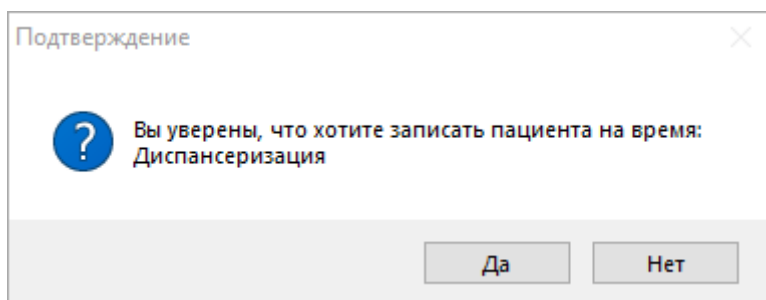 Подтверждение
Вы уверены, что хотите записать пациента на время:
Диспансеризация
Да
Нет